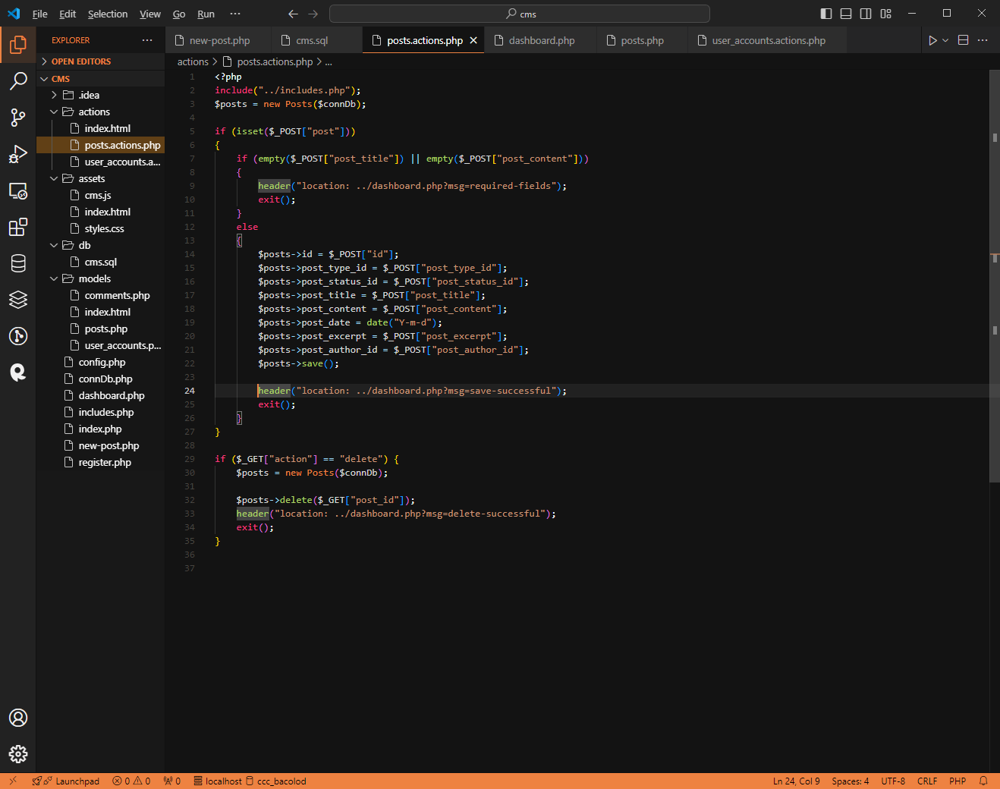 File Edit Selection View Go Run ··· cms
EXPLORER ···
OPEN EDITORS
CMS
.idea
actions
index.html
posts.actions.php
user_accounts.a...
assets
cms.js
index.html
styles.css
db
cms.sql
models
comments.php
index.html
posts.php
user_accounts.p...
config.php
connDb.php
dashboard.php
includes.php
index.php
new-post.php
register.php
new-post.php cms.sql posts.actions.php dashboard.php posts.php user_accounts.actions.php
actions > posts.actions.php > ...
1 <?php
2 include("../includes.php");
3 $posts = new Posts($connDb);
4
5 if (isset($_POST["post"]))
6 {
7 if (empty($_POST["post_title"]) || empty($_POST["post_content"]))
8 {
9 header("location: ../dashboard.php?msg=required-fields");
10 exit();
11 }
12 else
13 {
14 $posts->id = $_POST["id"];
15 $posts->post_type_id = $_POST["post_type_id"];
16 $posts->post_status_id = $_POST["post_status_id"];
17 $posts->post_title = $_POST["post_title"];
18 $posts->post_content = $_POST["post_content"];
19 $posts->post_date = date("Y-m-d");
20 $posts->post_excerpt = $_POST["post_excerpt"];
21 $posts->post_author_id = $_POST["post_author_id"];
22 $posts->save();
23
24 header("location: ../dashboard.php?msg=save-successful");
25 exit();
26 }
27 }
28
29 if ($_GET["action"] == "delete") {
30 $posts = new Posts($connDb);
31
32 $posts->delete($_GET["post_id"]);
33 header("location: ../dashboard.php?msg=delete-successful");
34 exit();
35 }
36
37
Launchpad 0 0 0 localhost ccc_bacolod Ln 24, Col 9 Spaces: 4 UTF-8 CRLF PHP